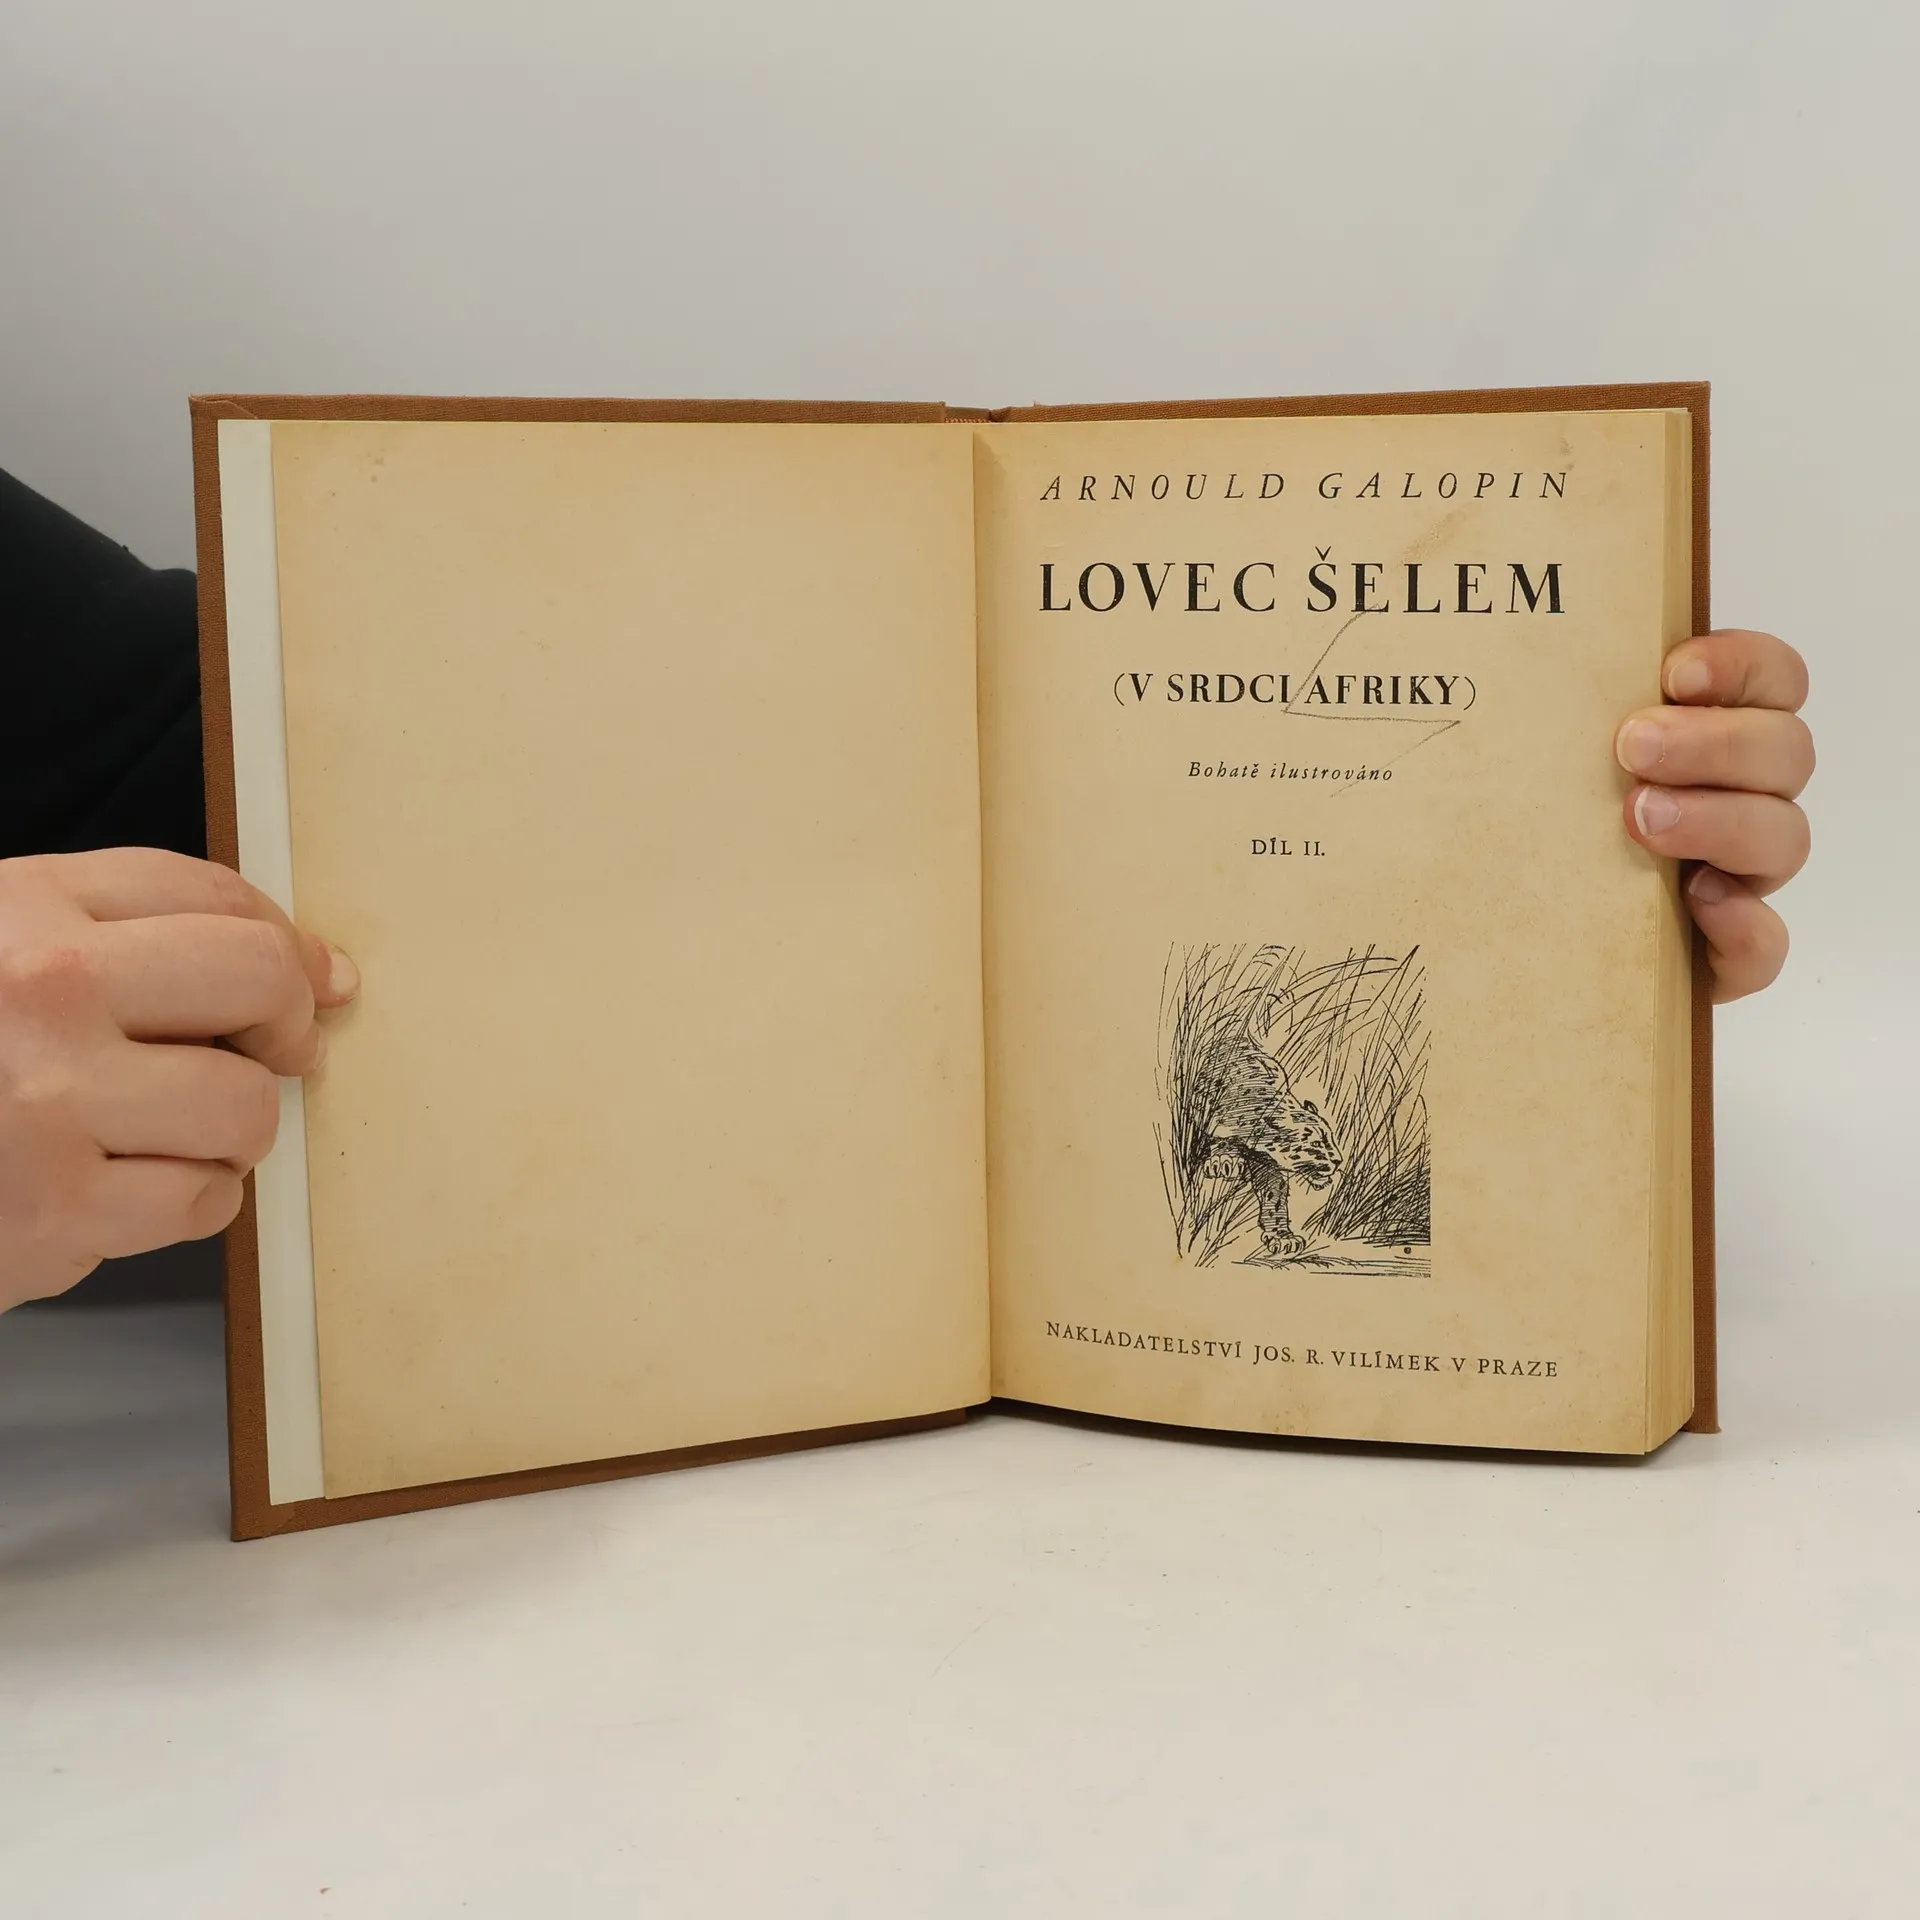 ARNOULD GALOPIN
LOVEC ŠELEM
(V SRDCI AFRIKY)
Bohatě ilustrováno
DÍL II.
NAKLADATELSTVÍ JOS. R. VILÍMEK V PRAZE